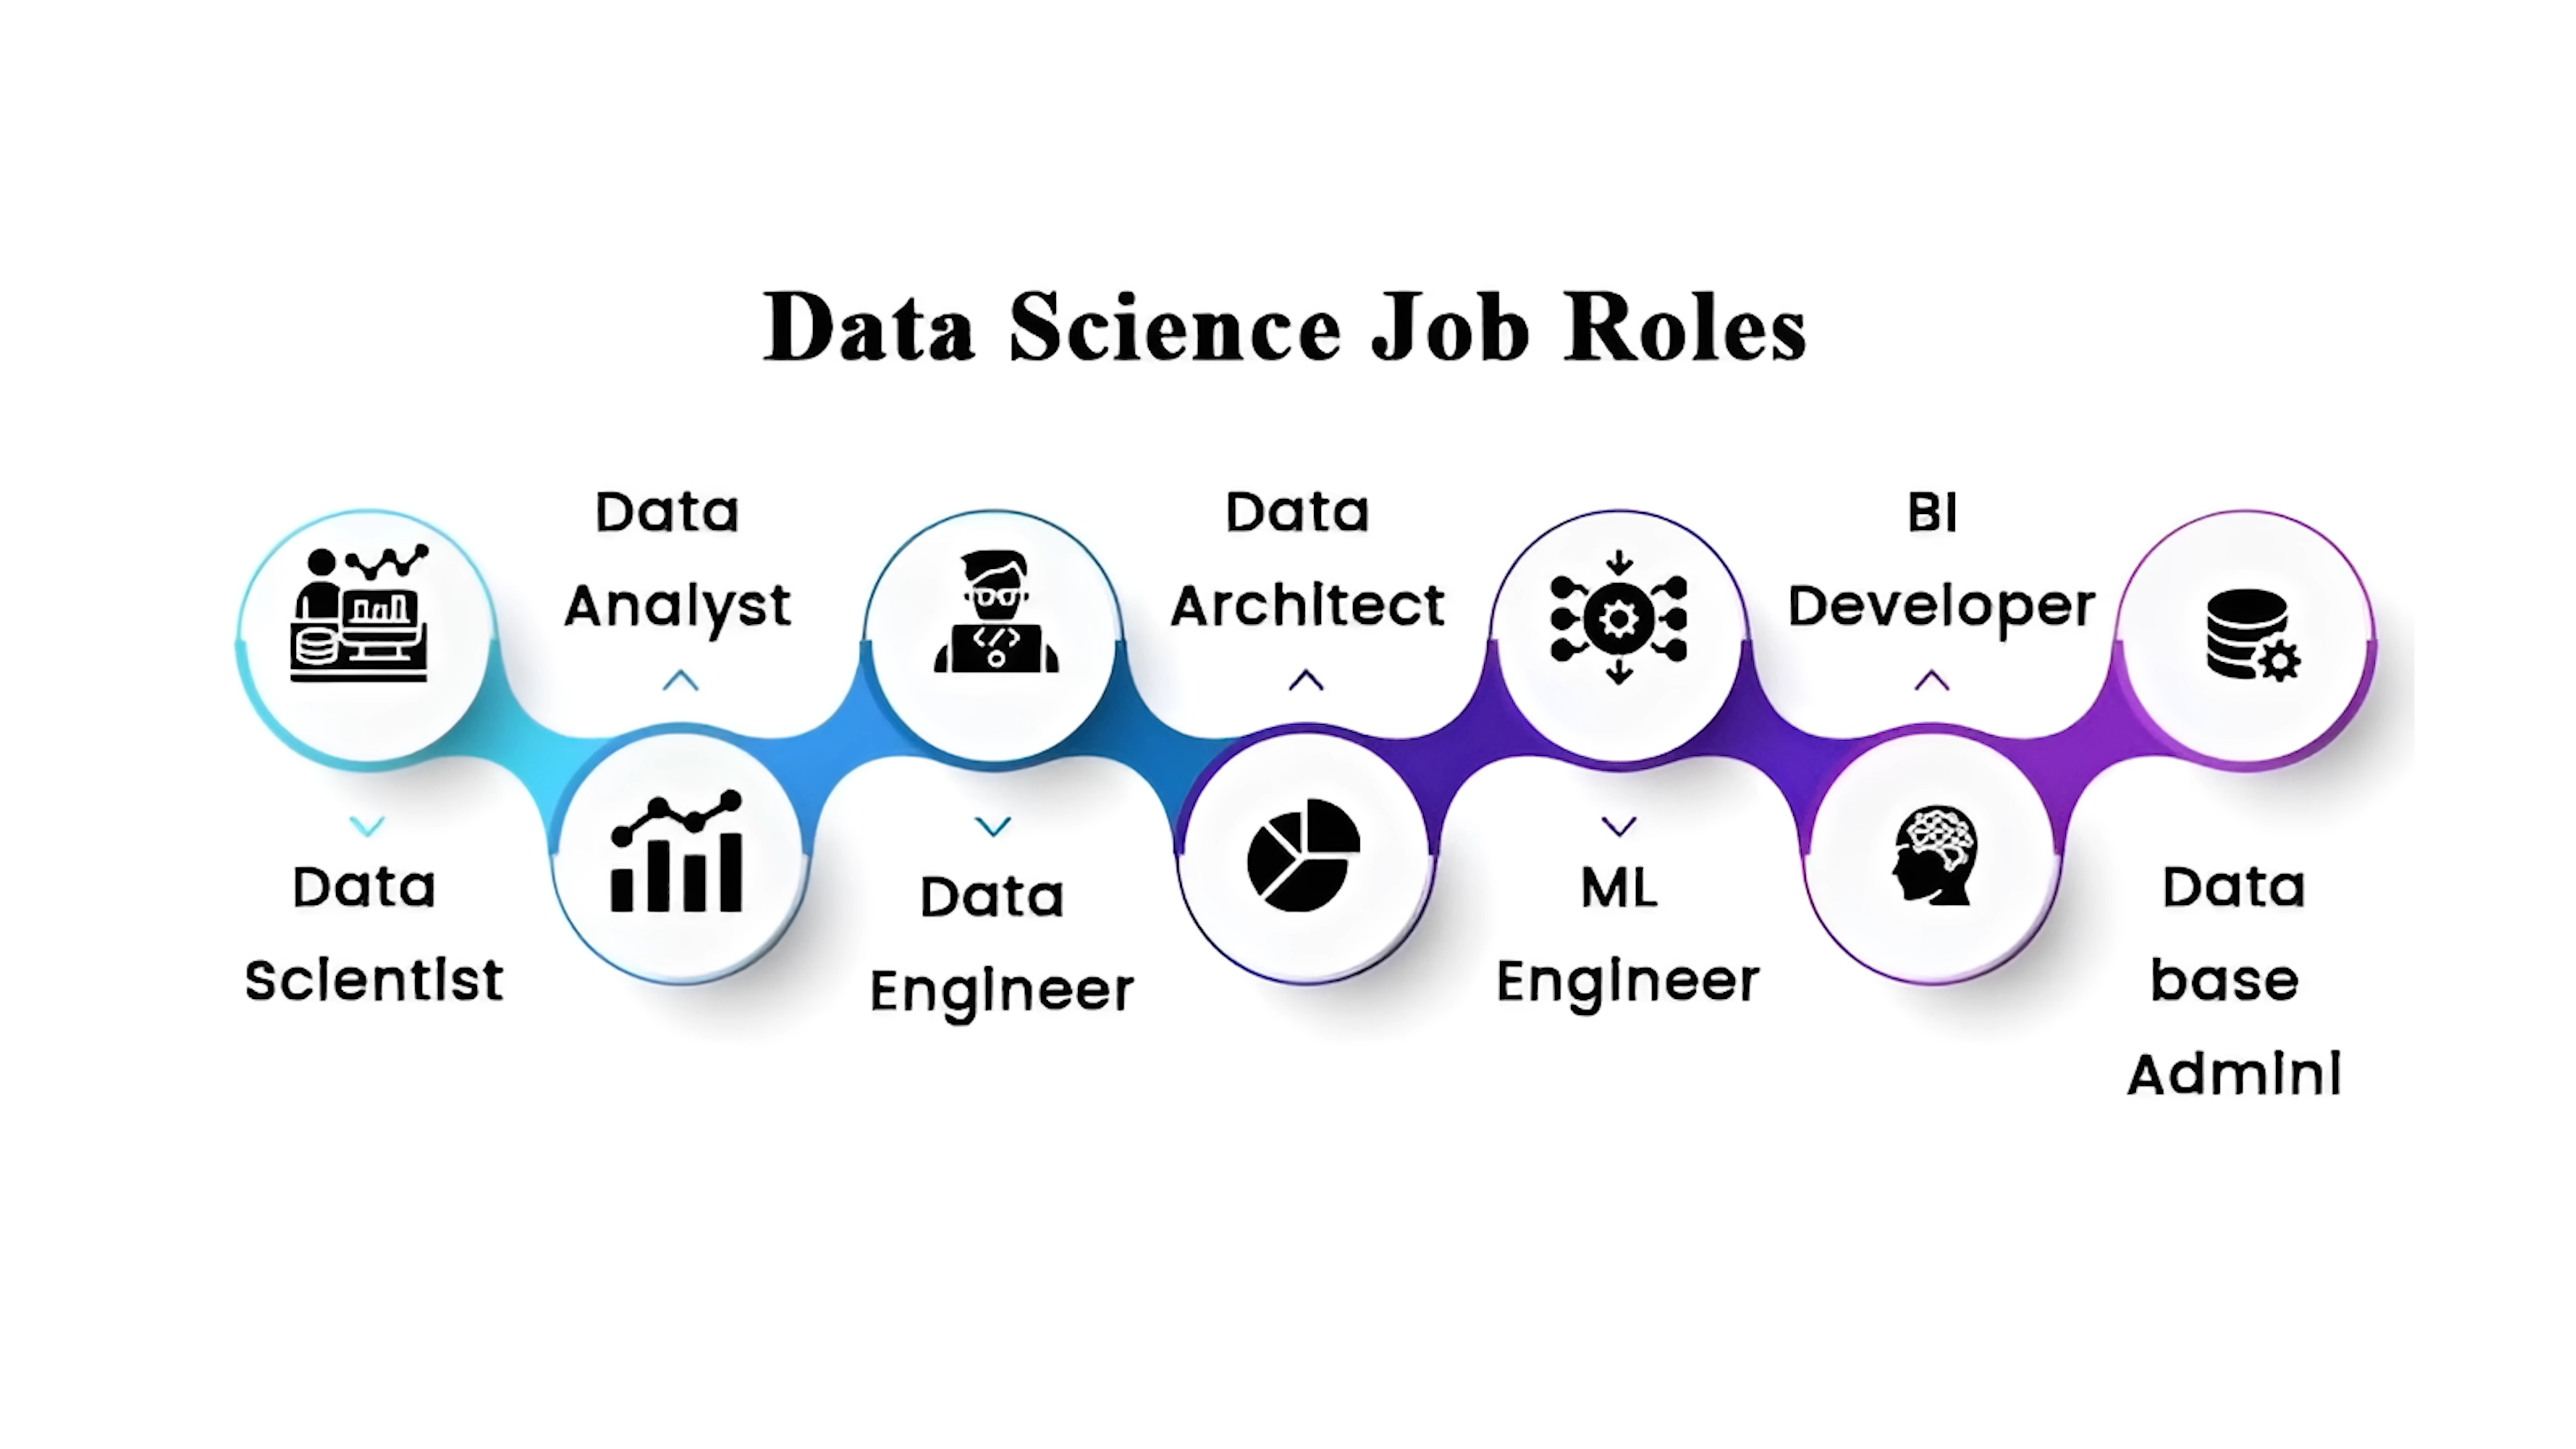 Data Science Job Roles
Data
Scientist
Data
Analyst
Data
Engineer
Data
Architect
ML
Engineer
BI
Developer
Data
base
Admini